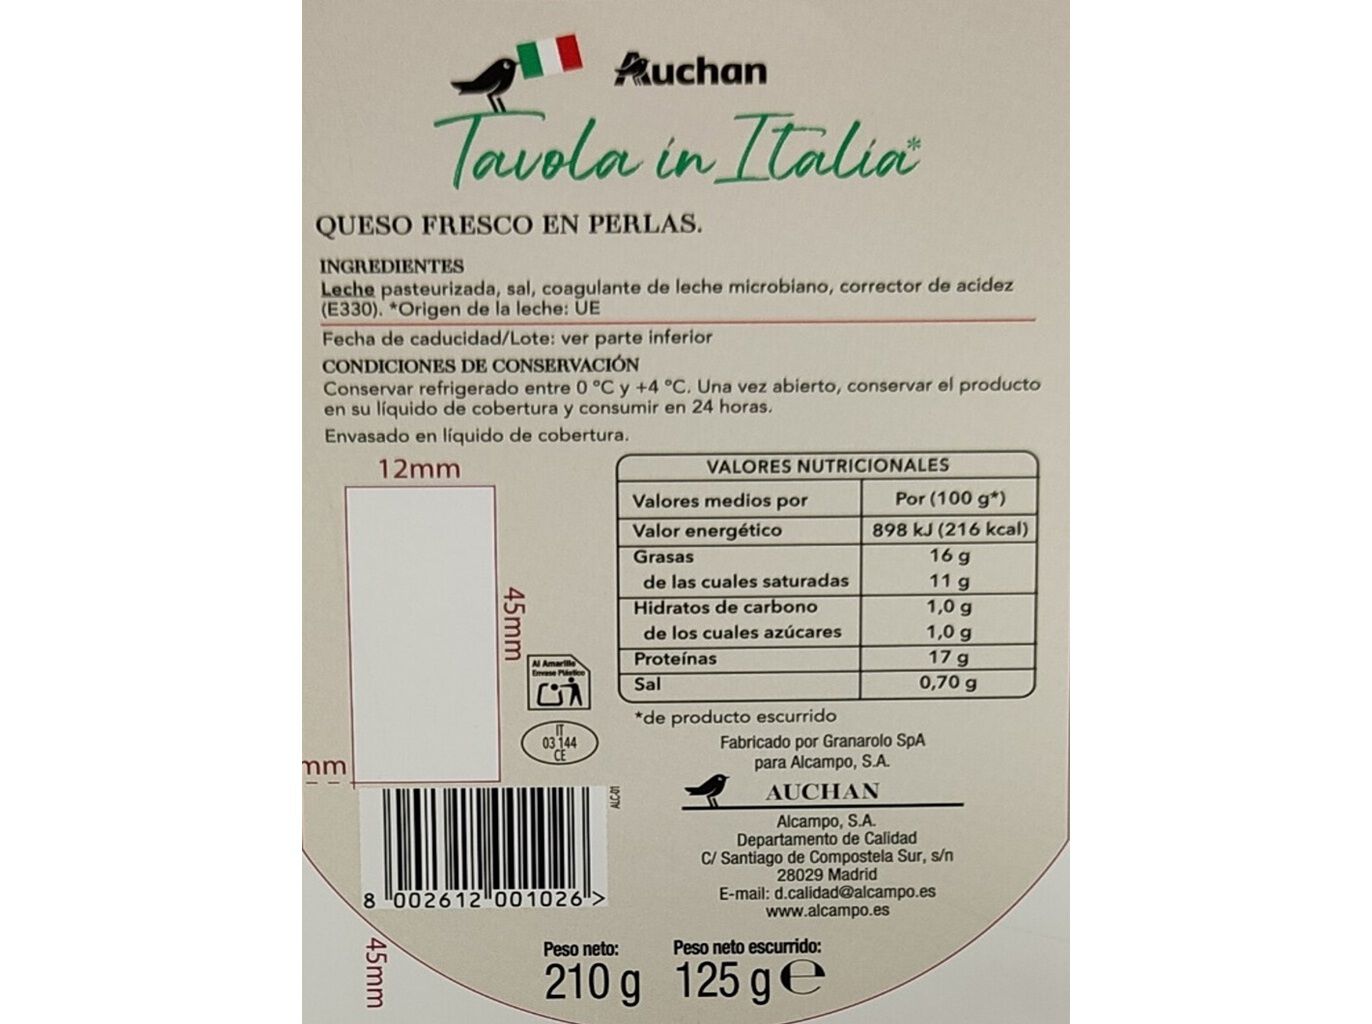 Auchan
Tavola in Italia*
QUESO FRESCO EN PERLAS.
INGREDIENTES
Leche pasteurizada, sal, coagulante de leche microbiano, corrector de acidez
(E330). *Origen de la leche: UE
Fecha de caducidad/Lote: ver parte inferior
CONDICIONES DE CONSERVACIÓN
Conservar refrigerado entre 0 ºC y +4 ºC. Una vez abierto, conservar el producto
en su líquido de cobertura y consumir en 24 horas.
Envasado en líquido de cobertura.
12mm
45mm
mm
Al Amarillo
Envase Plástico
IT
03 144
CE
VALORES NUTRICIONALES
Valores medios por Por (100 g*)
Valor energético 898 kJ (216 kcal)
Grasas 16 g
de las cuales saturadas 11 g
Hidratos de carbono 1,0 g
de los cuales azúcares 1,0 g
Proteínas 17 g
Sal 0,70 g
*de producto escurrido
Fabricado por Granarolo SpA
para Alcampo, S.A.
AUCHAN
Alcampo, S.A.
Departamento de Calidad
C/ Santiago de Compostela Sur, s/n
28029 Madrid
E-mail: d.calidad@alcampo.es
www.alcampo.es
ALC-01
8 002612 001026 >
45mm
Peso neto: Peso neto escurrido:
210 g 125 g e